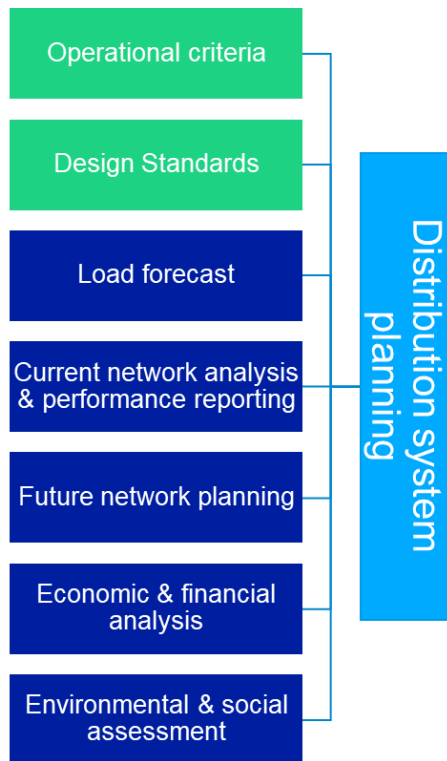 Operational criteria
Design Standards
Load forecast
Current network analysis
& performance reporting
Future network planning
Economic & financial
analysis
Environmental & social
assessment
Distribution system
planning